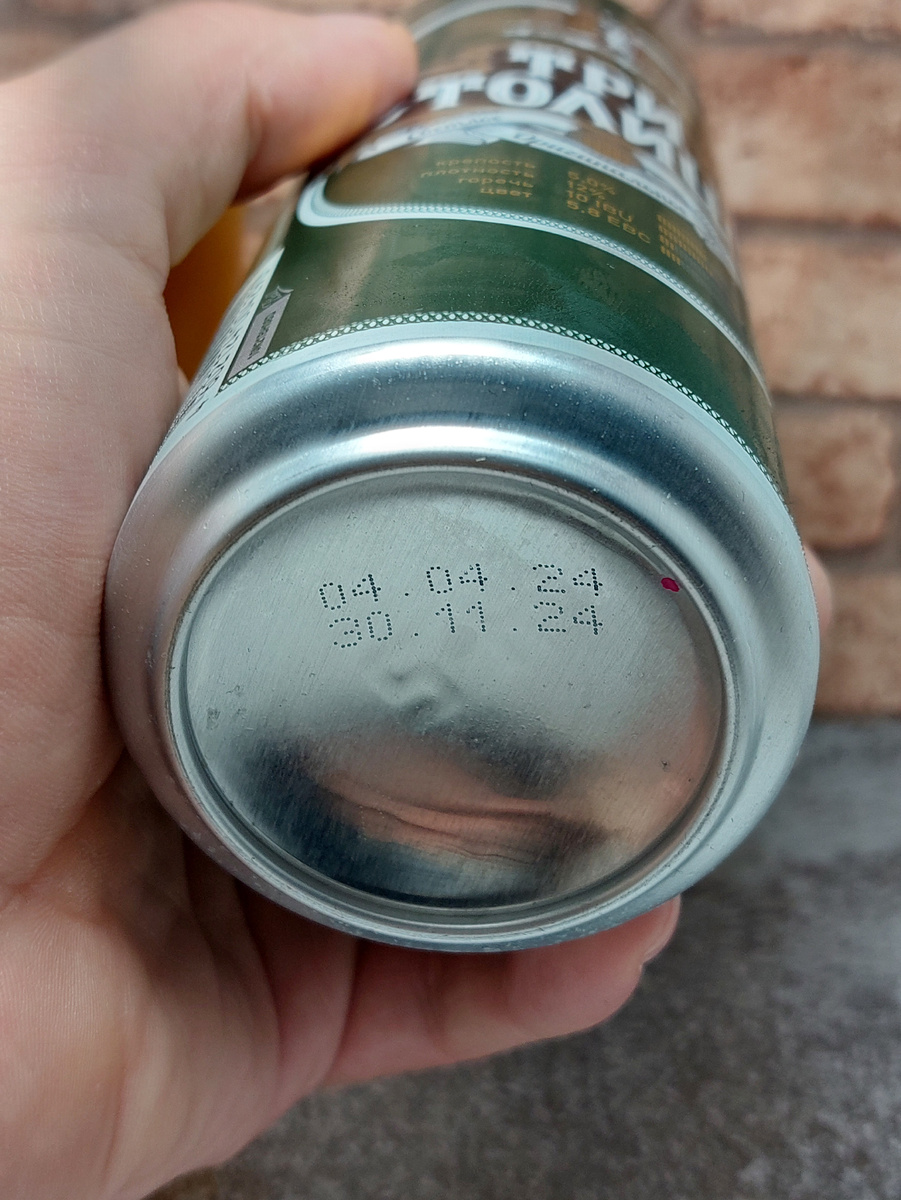 ТРИ
ТОЛИЦ
крепость 5.0%
плотность 12%
горечь 10 IBU
цвет 5.8 EBC
04.04.24
30.11.24